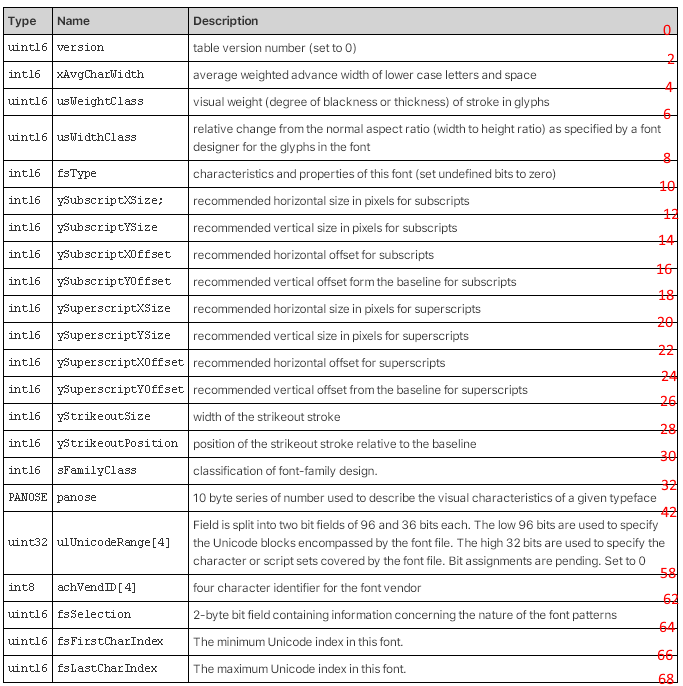 Type Name Description
0
uint16 version table version number (set to 0)
2
int16 xAvgCharWidth average weighted advance width of lower case letters and space
4
uint16 usWeightClass visual weight (degree of blackness or thickness) of stroke in glyphs
6
uint16 usWidthClass relative change from the normal aspect ratio (width to height ratio) as specified by a font
designer for the glyphs in the font
8
int16 fsType characteristics and properties of this font (set undefined bits to zero)
10
int16 ySubscriptXSize; recommended horizontal size in pixels for subscripts
12
int16 ySubscriptYSize recommended vertical size in pixels for subscripts
14
int16 ySubscriptXOffset recommended horizontal offset for subscripts
16
int16 ySubscriptYOffset recommended vertical offset form the baseline for subscripts
18
int16 ySuperscriptXSize recommended horizontal size in pixels for superscripts
20
int16 ySuperscriptYSize recommended vertical size in pixels for superscripts
22
int16 ySuperscriptXOffset recommended horizontal offset for superscripts
24
int16 ySuperscriptYOffset recommended vertical offset from the baseline for superscripts
26
int16 yStrikeoutSize width of the strikeout stroke
28
int16 yStrikeoutPosition position of the strikeout stroke relative to the baseline
30
int16 sFamilyClass classification of font-family design.
32
PANOSE panose 10 byte series of number used to describe the visual characteristics of a given typeface
42
uint32 ulUnicodeRange[4] Field is split into two bit fields of 96 and 36 bits each. The low 96 bits are used to specify
the Unicode blocks encompassed by the font file. The high 32 bits are used to specify the
character or script sets covered by the font file. Bit assignments are pending. Set to 0
58
int8 achVendID[4] four character identifier for the font vendor
62
uint16 fsSelection 2-byte bit field containing information concerning the nature of the font patterns
64
uint16 fsFirstCharIndex The minimum Unicode index in this font.
66
uint16 fsLastCharIndex The maximum Unicode index in this font.
68